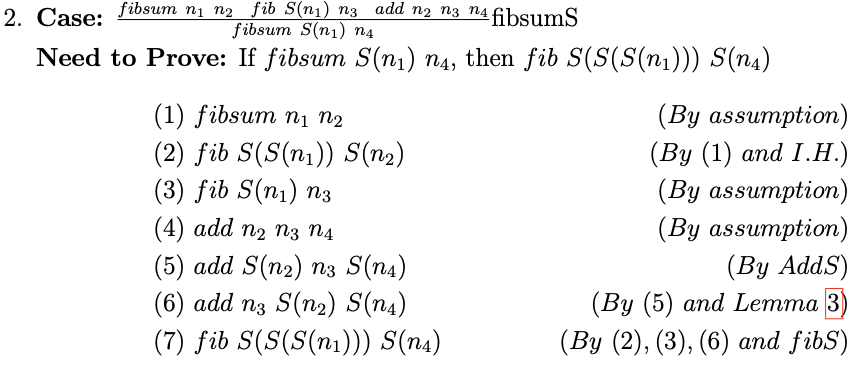 2. Case: fibsum n₁ n₂ fib S(n₁) n₃ add n₂ n₃ n₄
fibsum S(n₁) n₄ fibsumS
Need to Prove: If fibsum S(n₁) n₄, then fib S(S(S(n₁))) S(n₄)
(1) fibsum n₁ n₂ (By assumption)
(2) fib S(S(n₁)) S(n₂) (By (1) and I.H.)
(3) fib S(n₁) n₃ (By assumption)
(4) add n₂ n₃ n₄ (By assumption)
(5) add S(n₂) n₃ S(n₄) (By AddS)
(6) add n₃ S(n₂) S(n₄) (By (5) and Lemma 3)
(7) fib S(S(S(n₁))) S(n₄) (By (2), (3), (6) and fibS)